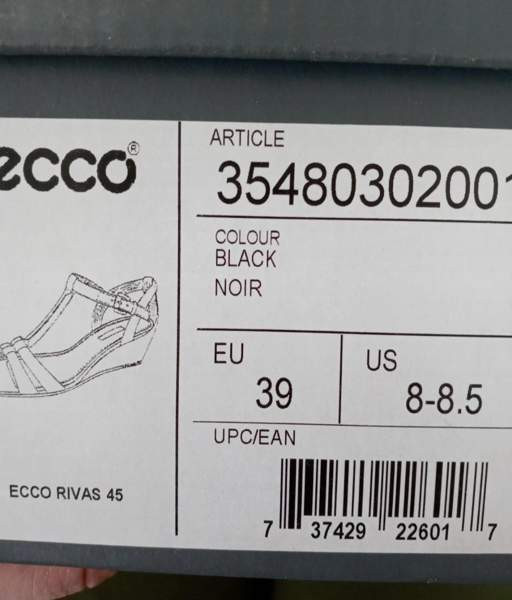 ecco®
ARTICLE
35480302001
COLOUR
BLACK
NOIR
EU
39
US
8-8.5
UPC/EAN
7 37429 22601 7
ECCO RIVAS 45